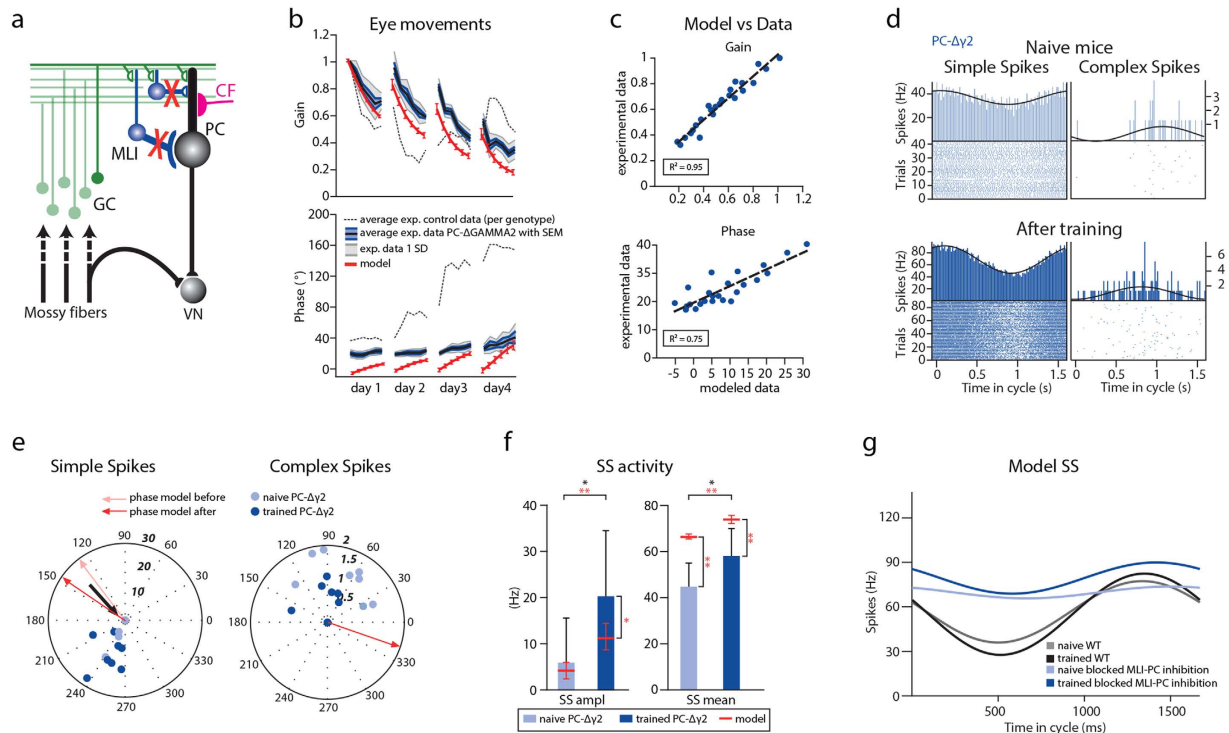 a
CF
PC
MLI
GC
Mossy fibers
VN
b
Eye movements
1.2
1
0.8
0.6
0.4
0.2
0
Gain
200
160
120
80
40
0
Phase (°)
average exp. control data (per genotype)
average exp. data PC-ΔGAMMA2 with SEM
exp. data 1 SD
model
day 1
day 2
day3
day4
c
Model vs Data
Gain
1
0.8
0.6
0.4
0.2
0
experimental data
R² = 0.95
0.2 0.4 0.6 0.8 1.0
Phase
40
35
25
20
10
0
experimental data
R² = 0.75
-5 0 5 10 15 20 25 30
modeled data
d
PC-Δγ2
Naive mice
Simple Spikes
Complex Spikes
Spikes (Hz)
40
20
3
2
1
Trials
40
30
20
10
0
After training
Spikes (Hz)
80
60
40
20
6
4
2
Trials
80
60
40
20
0
0 0.5 1 1.5
0 0.5 1 1.5
Time in cycle (s)
Time in cycle (s)
e
Simple Spikes
Complex Spikes
phase model before
phase model after
naive PC-Δγ2
trained PC-Δγ2
90
120
60
150
30
180
0
210
330
240
300
270
30
20
10
90
120
60
150
30
180
0
210
330
240
300
270
2
1.5
1
0.5
f
SS activity
*
**
*
**
40
30
20
10
0
(Hz)
*
80
60
40
20
0
**
**
SS ampl
SS mean
naive PC-Δγ2
trained PC-Δγ2
model
g
Model SS
120
90
60
30
0
Spikes (Hz)
naive WT
trained WT
naive blocked MLI-PC inhibition
trained blocked MLI-PC inhibition
500 1000 1500
Time in cycle (ms)